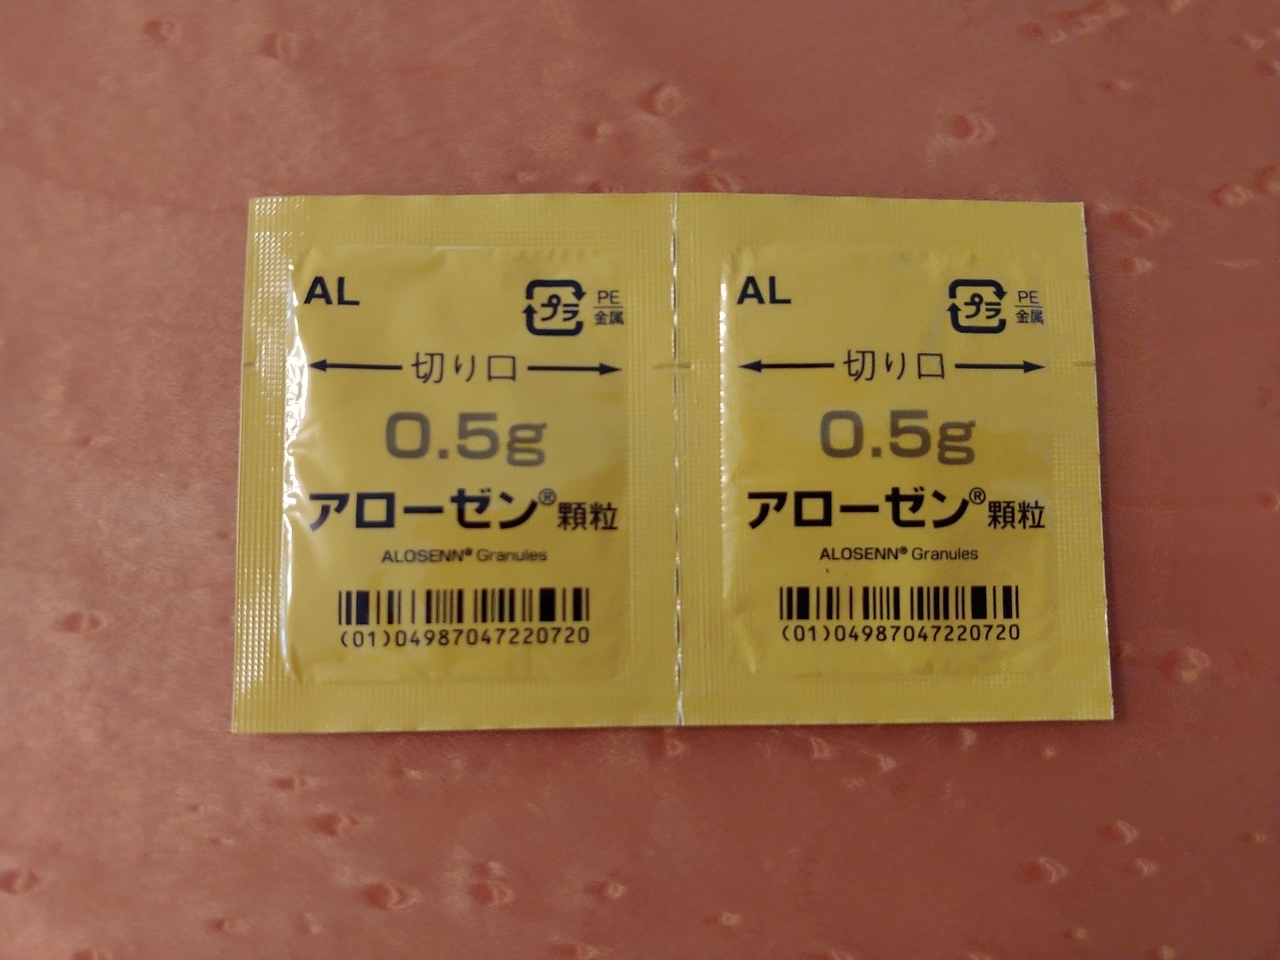 AL
プラ
PE
金属
切り口
0.5g
アローゼン®顆粒
ALOSENN® Granules
(01)04987047220720
AL
プラ
PE
金属
切り口
0.5g
アローゼン®顆粒
ALOSENN® Granules
(01)04987047220720